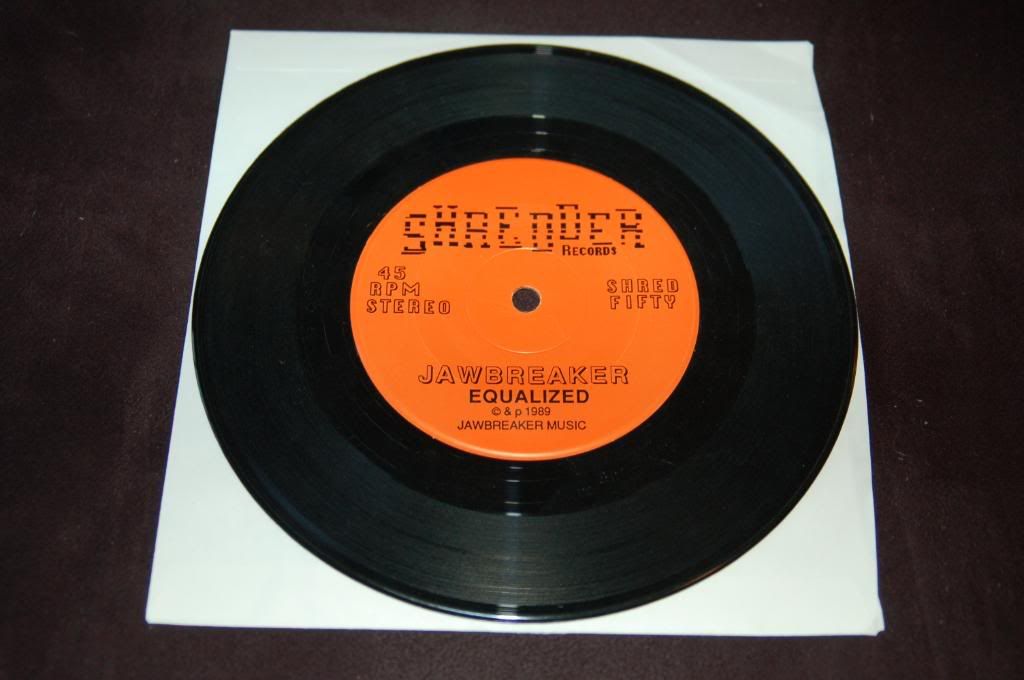 SHREDDER
RECORDS
45
RPM
STEREO
SHRED
FIFTY
JAWBREAKER
EQUALIZED
© & p 1989
JAWBREAKER MUSIC